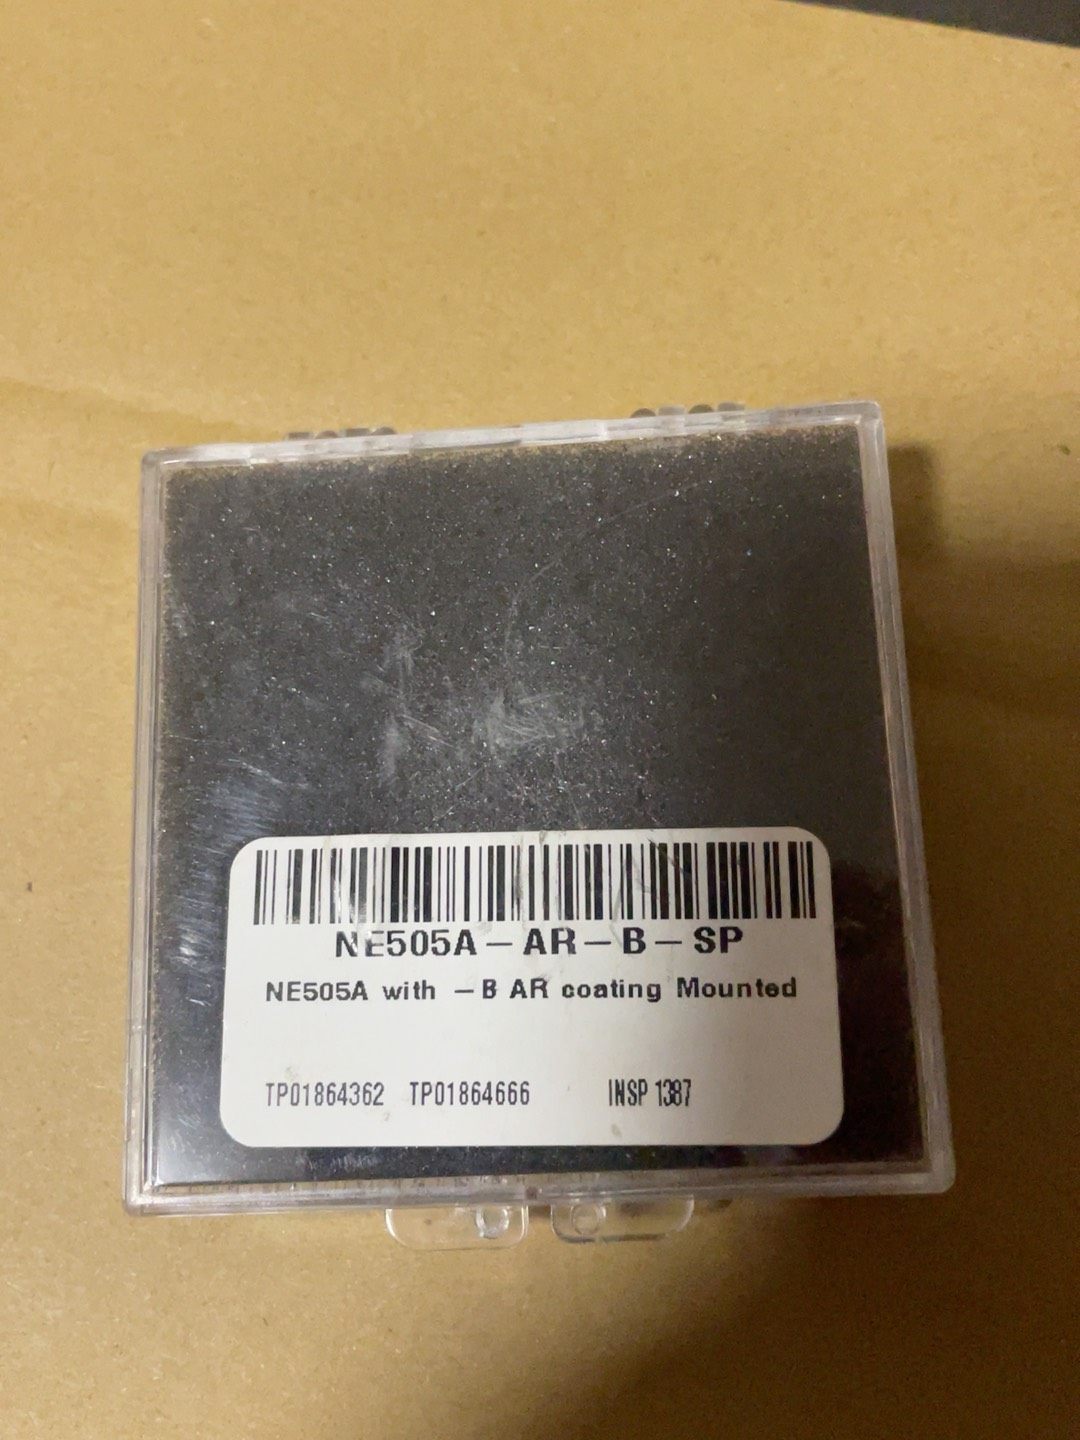 NE505A-AR-B-SP
NE505A with -B AR coating Mounted
TP01864362 TP01864666 INSP 1387